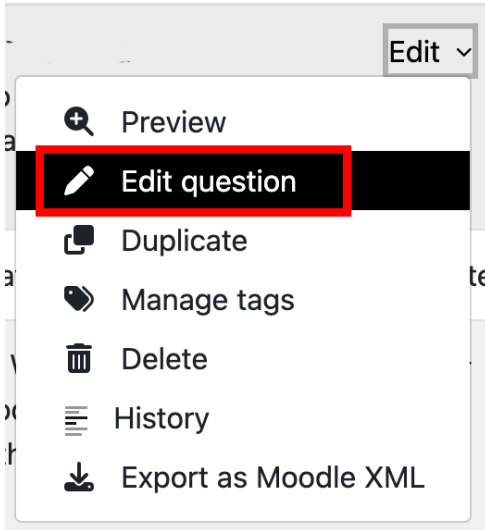 Edit
Preview
Edit question
Duplicate
Manage tags
Delete
History
Export as Moodle XML